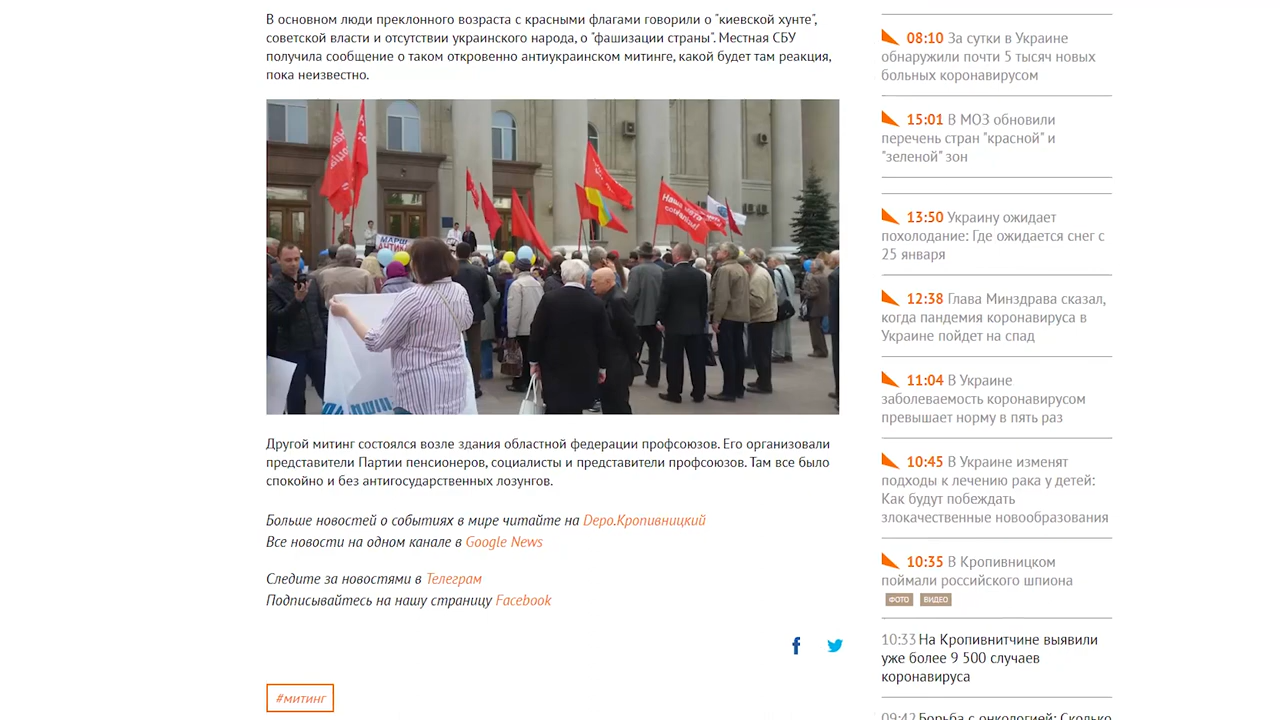 В основном люди преклонного возраста с красными флагами говорили о "киевской хунте",
советской власти и отсутствии украинского народа, о "фашизации страны". Местная СБУ
получила сообщение о таком откровенно антиукраинском митинге, какой будет там реакция,
пока неизвестно.
Наша мета
Другой митинг состоялся возле здания областной федерации профсоюзов. Его организовали
представители Партии пенсионеров, социалисты и представители профсоюзов. Там все было
спокойно и без антигосударственных лозунгов.
Больше новостей о событиях в мире читайте на Depo.Кропивницкий
Все новости на одном канале в Google News
Следите за новостями в Телеграм
Подписывайтесь на нашу страницу Facebook
#митинг
08:10 За сутки в Украине
обнаружили почти 5 тысяч новых
больных коронавирусом
15:01 В МОЗ обновили
перечень стран "красной" и
"зеленой" зон
13:50 Украину ожидает
похолодание: Где ожидается снег с
25 января
12:38 Глава Минздрава сказал,
когда пандемия коронавируса в
Украине пойдет на спад
11:04 В Украине
заболеваемость коронавирусом
превышает норму в пять раз
10:45 В Украине изменят
подходы к лечению рака у детей:
Как будут побеждать
злокачественные новообразования
10:35 В Кропивницком
поймали российского шпиона
ФОТО ВИДЕО
10:33 На Кропивнитчине выявили
уже более 9 500 случаев
коронавируса
09:42 Борьба с онкологией: Сколько